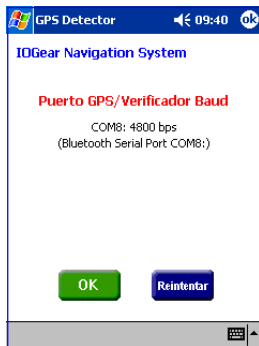 GPS Detector 09:40 ok
IOGear Navigation System
Puerto GPS/Verificador Baud
COM8: 4800 bps
(Bluetooth Serial Port COM8:)
OK Reintentar